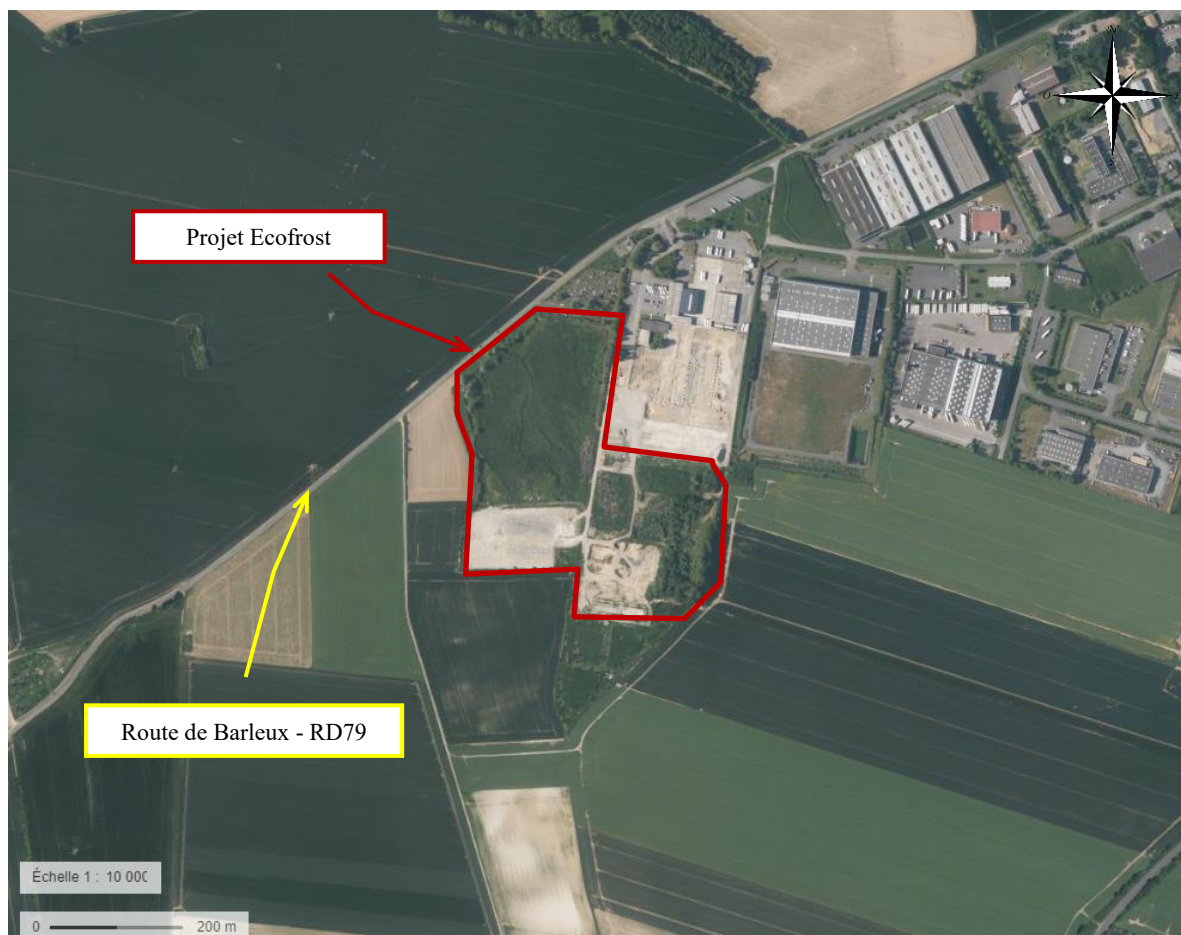 N
O
Projet Ecofrost
Route de Barleux - RD79
Échelle 1 : 10 000
0 200 m